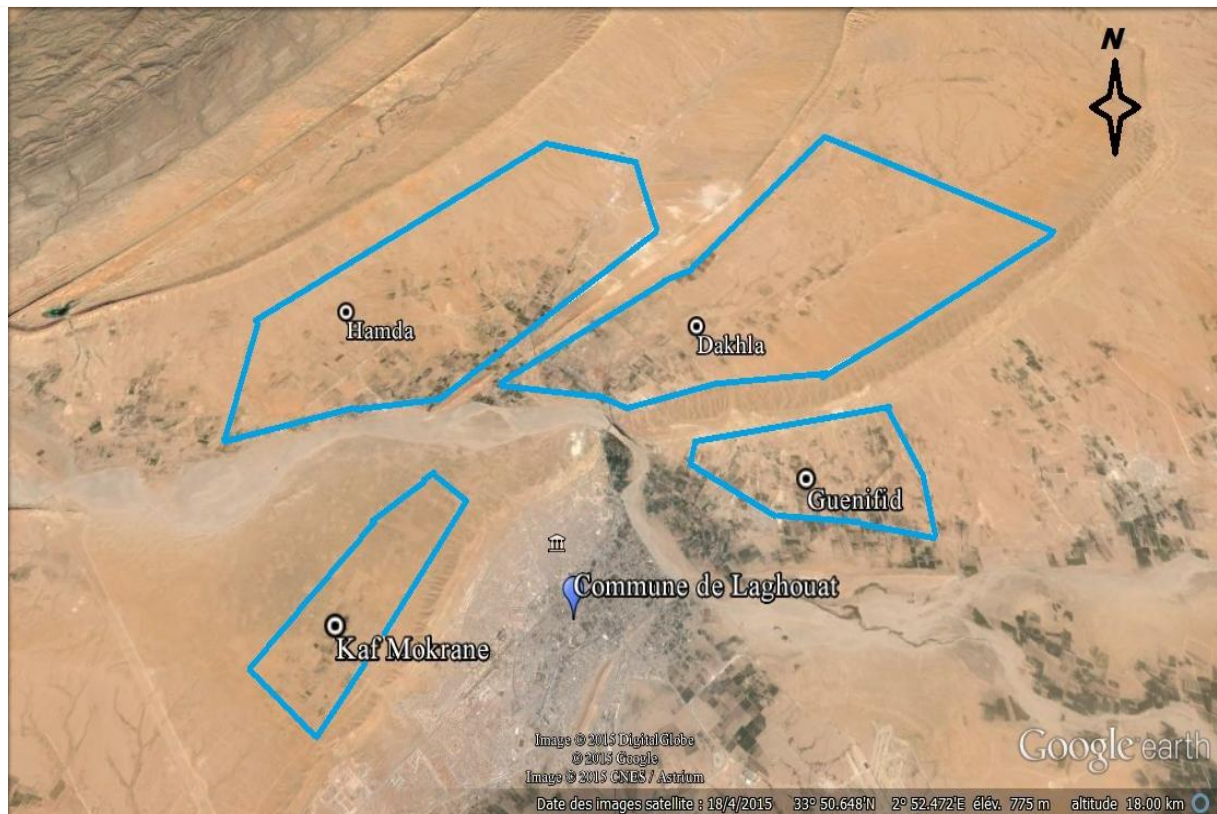 N
Hamda
Dakhla
Guenifid
Commune de Laghouat
Kaf Mokrane
Image © 2015 DigitalGlobe
© 2015 Google
Image © 2015 CNES / Astrium
Google earth
Date des images satellite : 18/4/2015 33° 50.648'N 2° 52.472'E élév. 775 m altitude 18.00 km